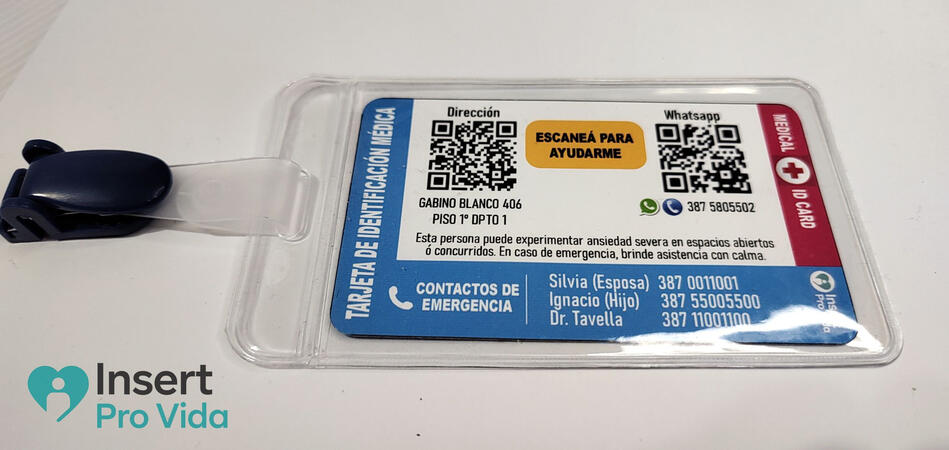 TARJETA DE IDENTIFICACIÓN MÉDICA
Dirección
GABINO BLANCO 406
PISO 1º DPTO 1
ESCANEÁ PARA
AYUDARME
Whatsapp
387 5805502
Esta persona puede experimentar ansiedad severa en espacios abiertos
ó concurridos. En caso de emergencia, brinde asistencia con calma.
CONTACTOS DE
EMERGENCIA
Silvia (Esposa) 387 0011001
Ignacio (Hijo) 387 55005500
Dr. Tavella 387 11001100
MEDICAL ID CARD
Insert
Pro Vida